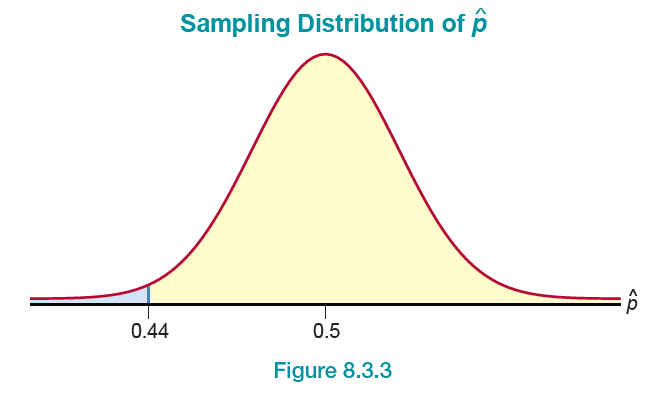 Sampling Distribution of p̂
p̂
0.44 0.5
Figure 8.3.3